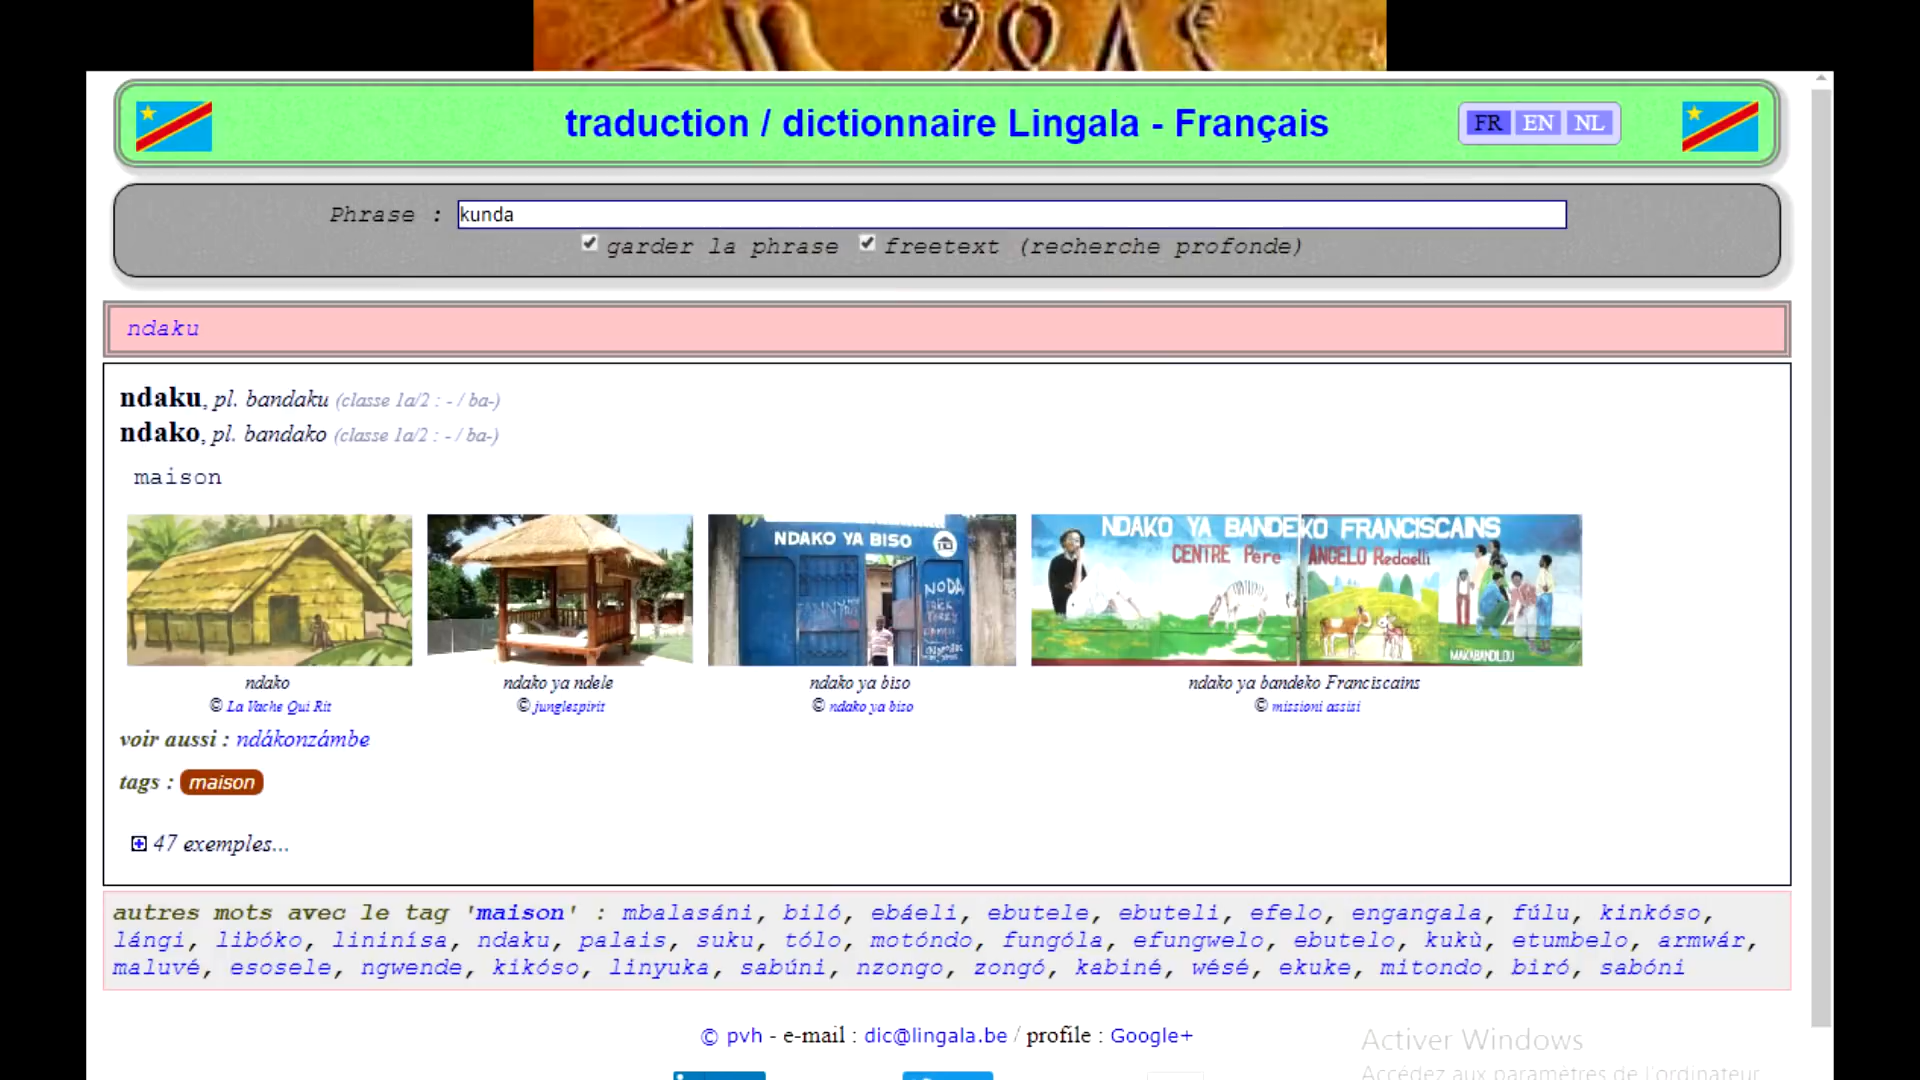 traduction / dictionnaire Lingala - Français
FR EN NL
Phrase : kunda
garder la phrase freetext (recherche profonde)
ndaku
ndaku, pl. bandaku (classe 1a/2 : - / ba-)
ndako, pl. bandako (classe 1a/2 : - / ba-)
maison
NDAKO YA BISO
NDAKO YA BANDEKO FRANCISCAINS
CENTRE Pere ANGELO Redaelli
MAKABANDILOU
ndako
© La Vache Qui Rit
ndako ya ndele
© junglespirit
ndako ya biso
© ndako ya biso
ndako ya bandeko Franciscains
© missioni assisi
voir aussi : ndákonzámbe
tags : maison
47 exemples...
autres mots avec le tag 'maison' : mbalasáni, biló, ebáeli, ebutele, ebuteli, efelo, engangala, fúlu, kinkóso,
lángi, libóko, lininísa, ndaku, palais, suku, tólo, motóndo, fungóla, efungwelo, ebutelo, kukù, etumbelo, armwár,
maluvé, esosele, ngwende, kikóso, linyuka, sabúni, nzongo, zongó, kabiné, wésé, ekuke, mitondo, biró, sabóni
© pvh - e-mail : dic@lingala.be / profile : Google+
Activer Windows
Accédez aux paramètres de l'ordinateur